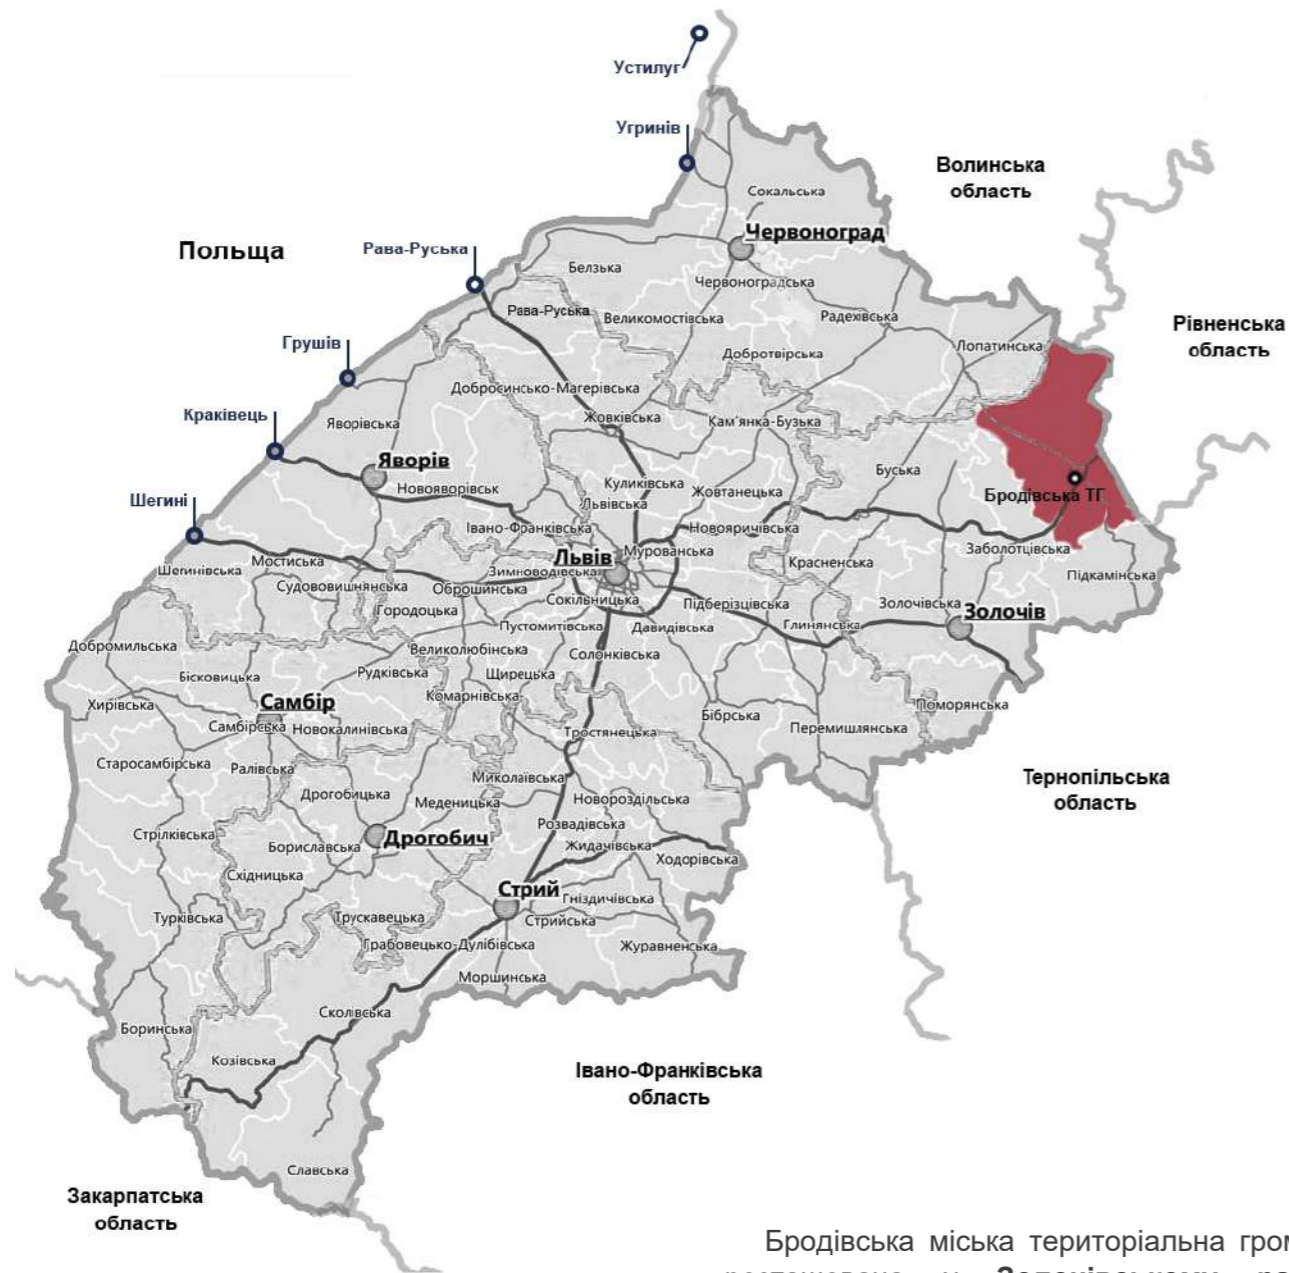 Устилуг
Угринів
Волинська
область
Сокальська
Червоноград
Польща
Рава-Руська
Белзька
Червоноградська
Рава-Руська
Великомостівська
Радехівська
Рівненська
область
Грушів
Добротвірська
Лопатинська
Добросинсько-Магерівська
Краківець
Яворівська
Жовківська
Кам'янка-Бузька
Яворів
Буська
Новояворівськ
Куликівська
Жовтанецька
Бродівська ТГ
Шегині
Львівська
Івано-Франківська
Новояричівська
Львів
Мурованська
Заболотцівська
Шегинівська
Мостиська
Зимноводівська
Красненська
Підкамінська
Судововишнянська
Оброшинська
Городоцька
Сокільницька
Підберізцівська
Золочівська
Золочів
Пустомитівська
Давидівська
Глинянська
Добромильська
Великолюбінська
Солонківська
Бісковицька
Рудківська
Щирецька
Комарнівська
Хирівська
Самбір
Поморянська
Самбірська
Новокалинівська
Бібрська
Перемишлянська
Тростянецька
Старосамбірська
Ралівська
Миколаївська
Тернопільська
область
Дрогобицька
Меденицька
Новороздільська
Стрілківська
Розвадівська
Дрогобич
Бориславська
Жидачівська
Ходорівська
Східницька
Стрий
Гніздичівська
Турківська
Трускавецька
Стрийська
Грабовецько-Дулібівська
Журавненська
Моршинська
Сколівська
Боринська
Козівська
Івано-Франківська
область
Славська
Закарпатська
область
Бродівська міська територіальна гром